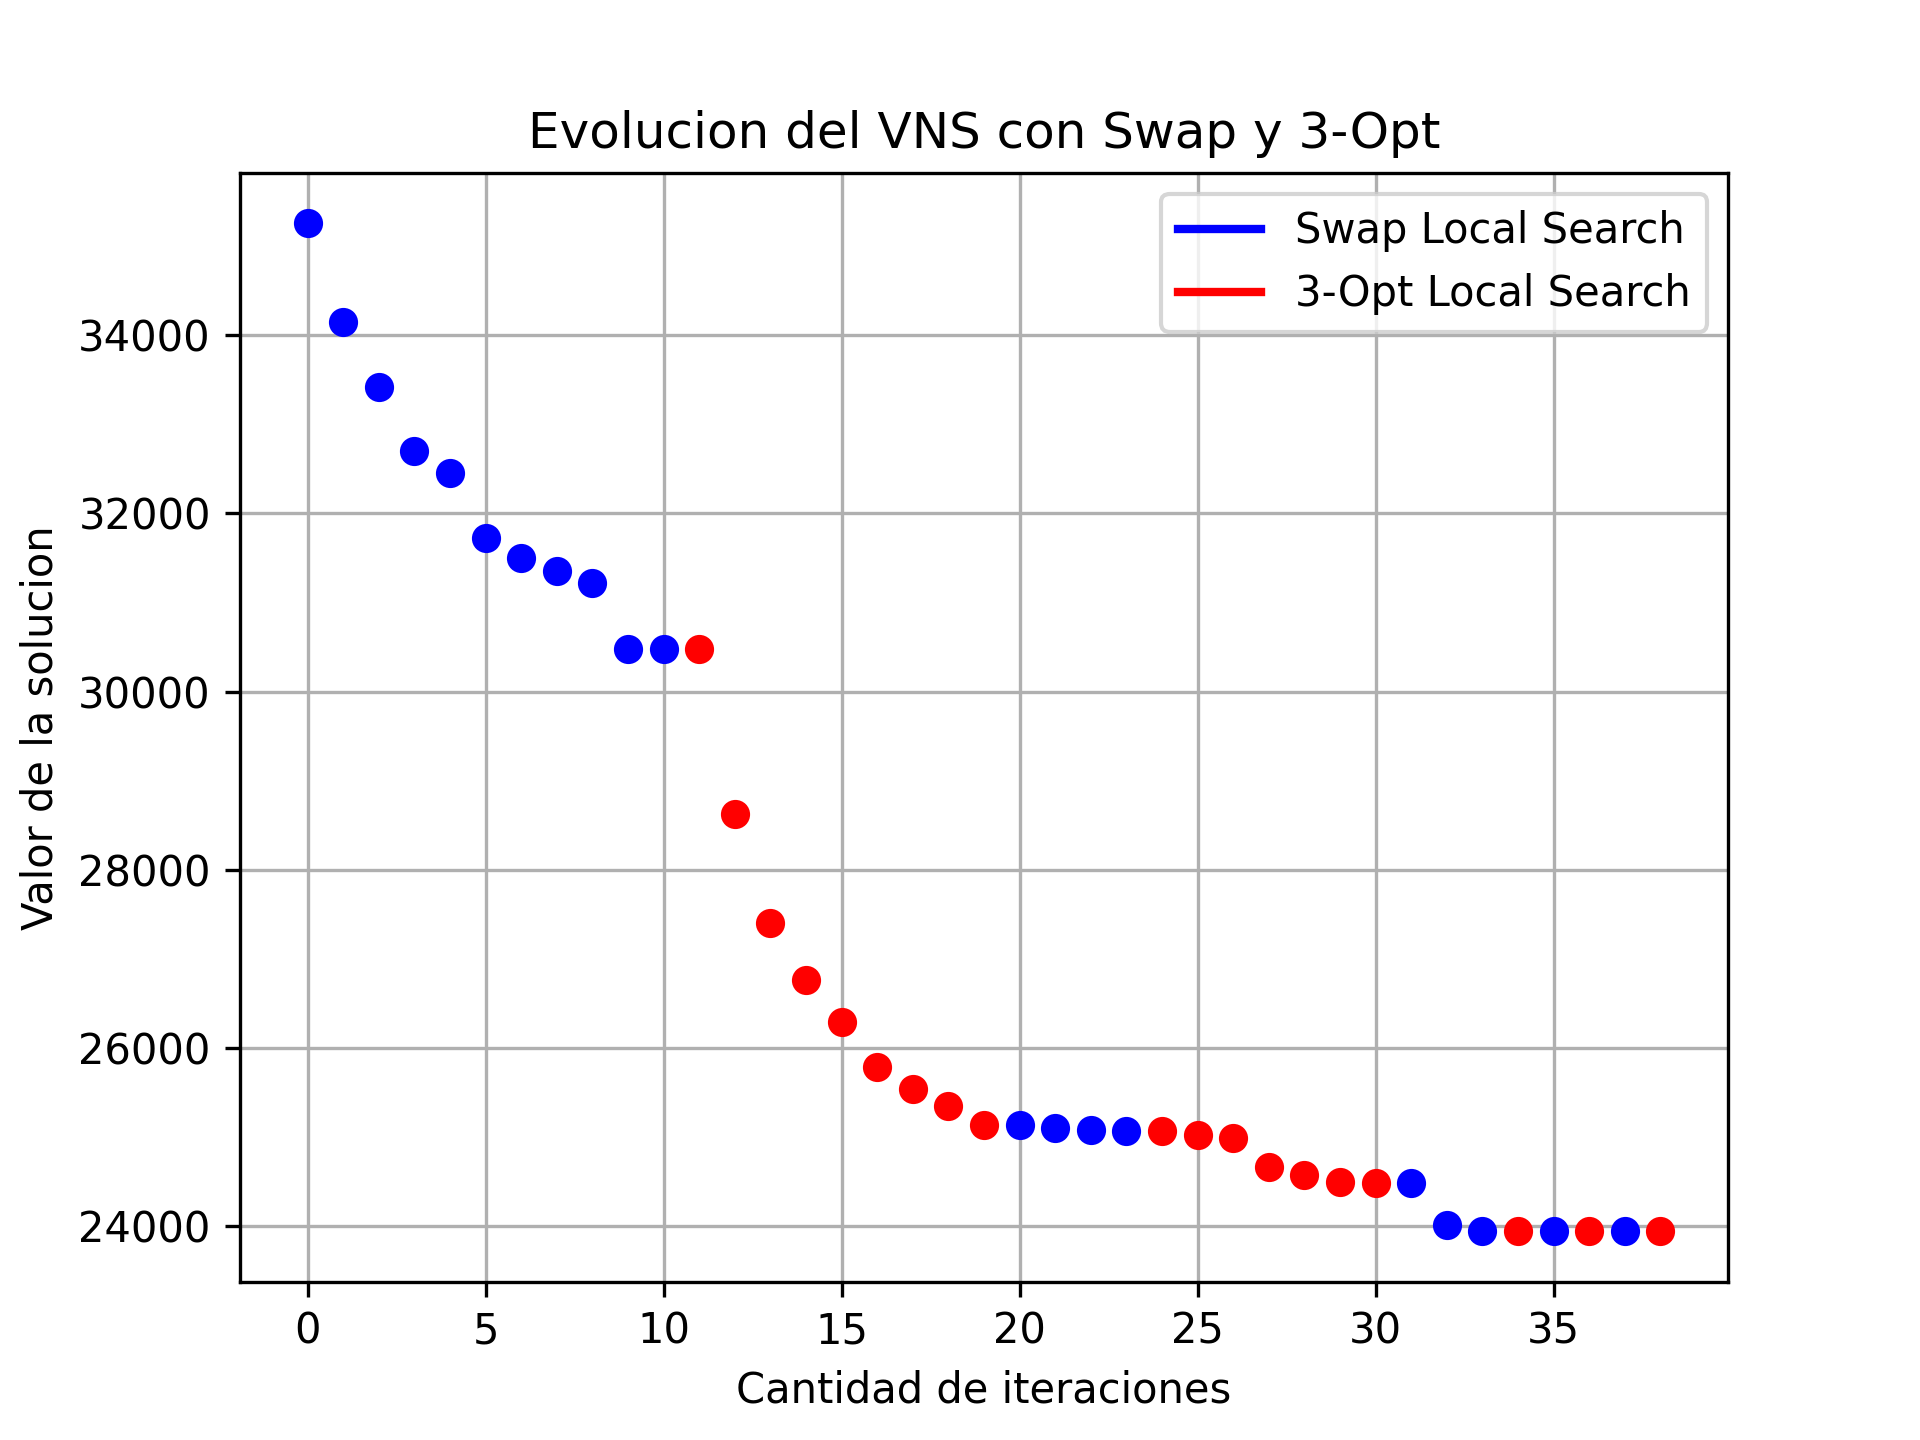 Evolucion del VNS con Swap y 3-Opt
Swap Local Search
3-Opt Local Search
Valor de la solucion
34000
32000
30000
28000
26000
24000
0 5 10 15 20 25 30 35
Cantidad de iteraciones